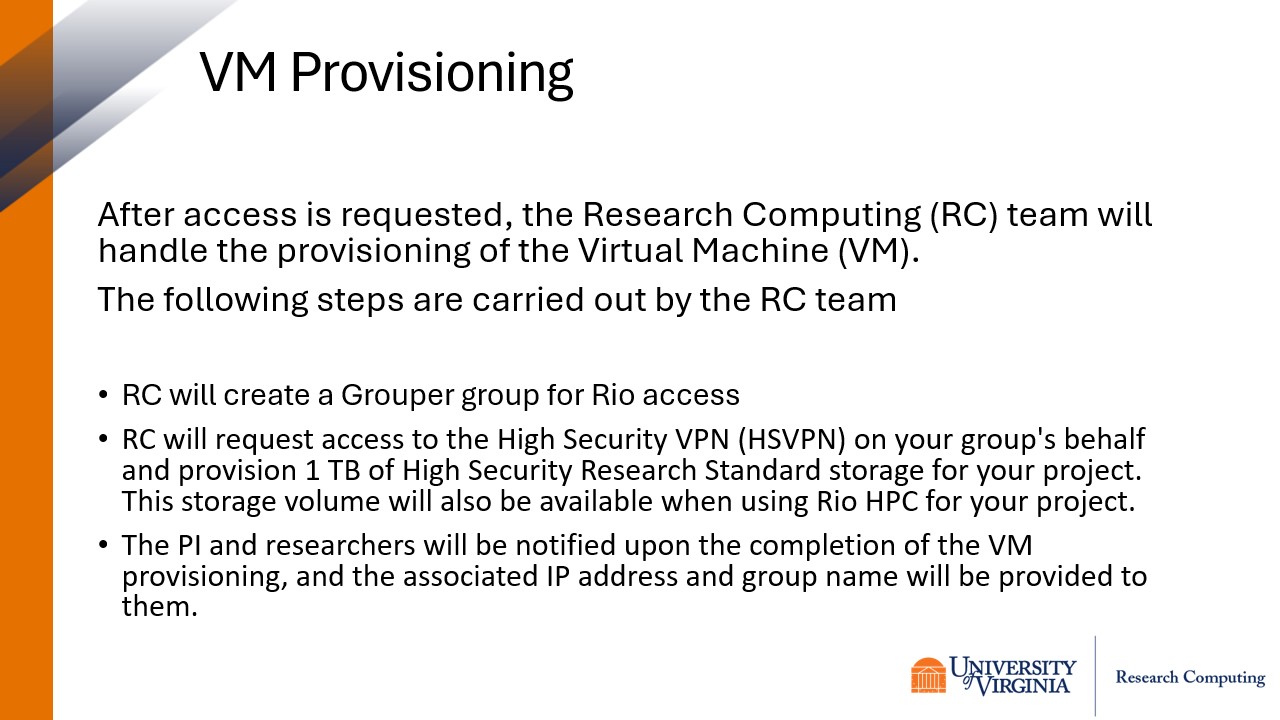 VM Provisioning
After access is requested, the Research Computing (RC) team will
handle the provisioning of the Virtual Machine (VM).
The following steps are carried out by the RC team
• RC will create a Grouper group for Rio access
• RC will request access to the High Security VPN (HSVPN) on your group's behalf
and provision 1 TB of High Security Research Standard storage for your project.
This storage volume will also be available when using Rio HPC for your project.
• The PI and researchers will be notified upon the completion of the VM
provisioning, and the associated IP address and group name will be provided to
them.
UNIVERSITY
of VIRGINIA
Research Computing